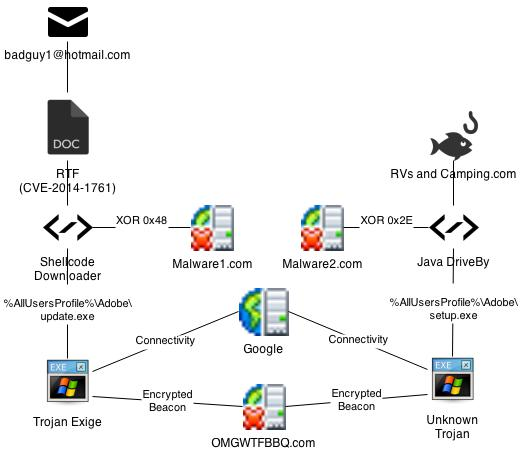 badguy1@hotmail.com
DOC
RTF
(CVE-2014-1761)
RVs and Camping.com
XOR 0x48
XOR 0x2E
Shellcode
Downloader
Malware1.com
Malware2.com
Java DriveBy
%AllUsersProfile%\Adobe\
update.exe
%AllUsersProfile%\Adobe\
setup.exe
Connectivity
Google
Connectivity
EXE
EXE
Encrypted
Beacon
Encrypted
Beacon
Trojan Exige
OMGWTFBBQ.com
Unknown
Trojan